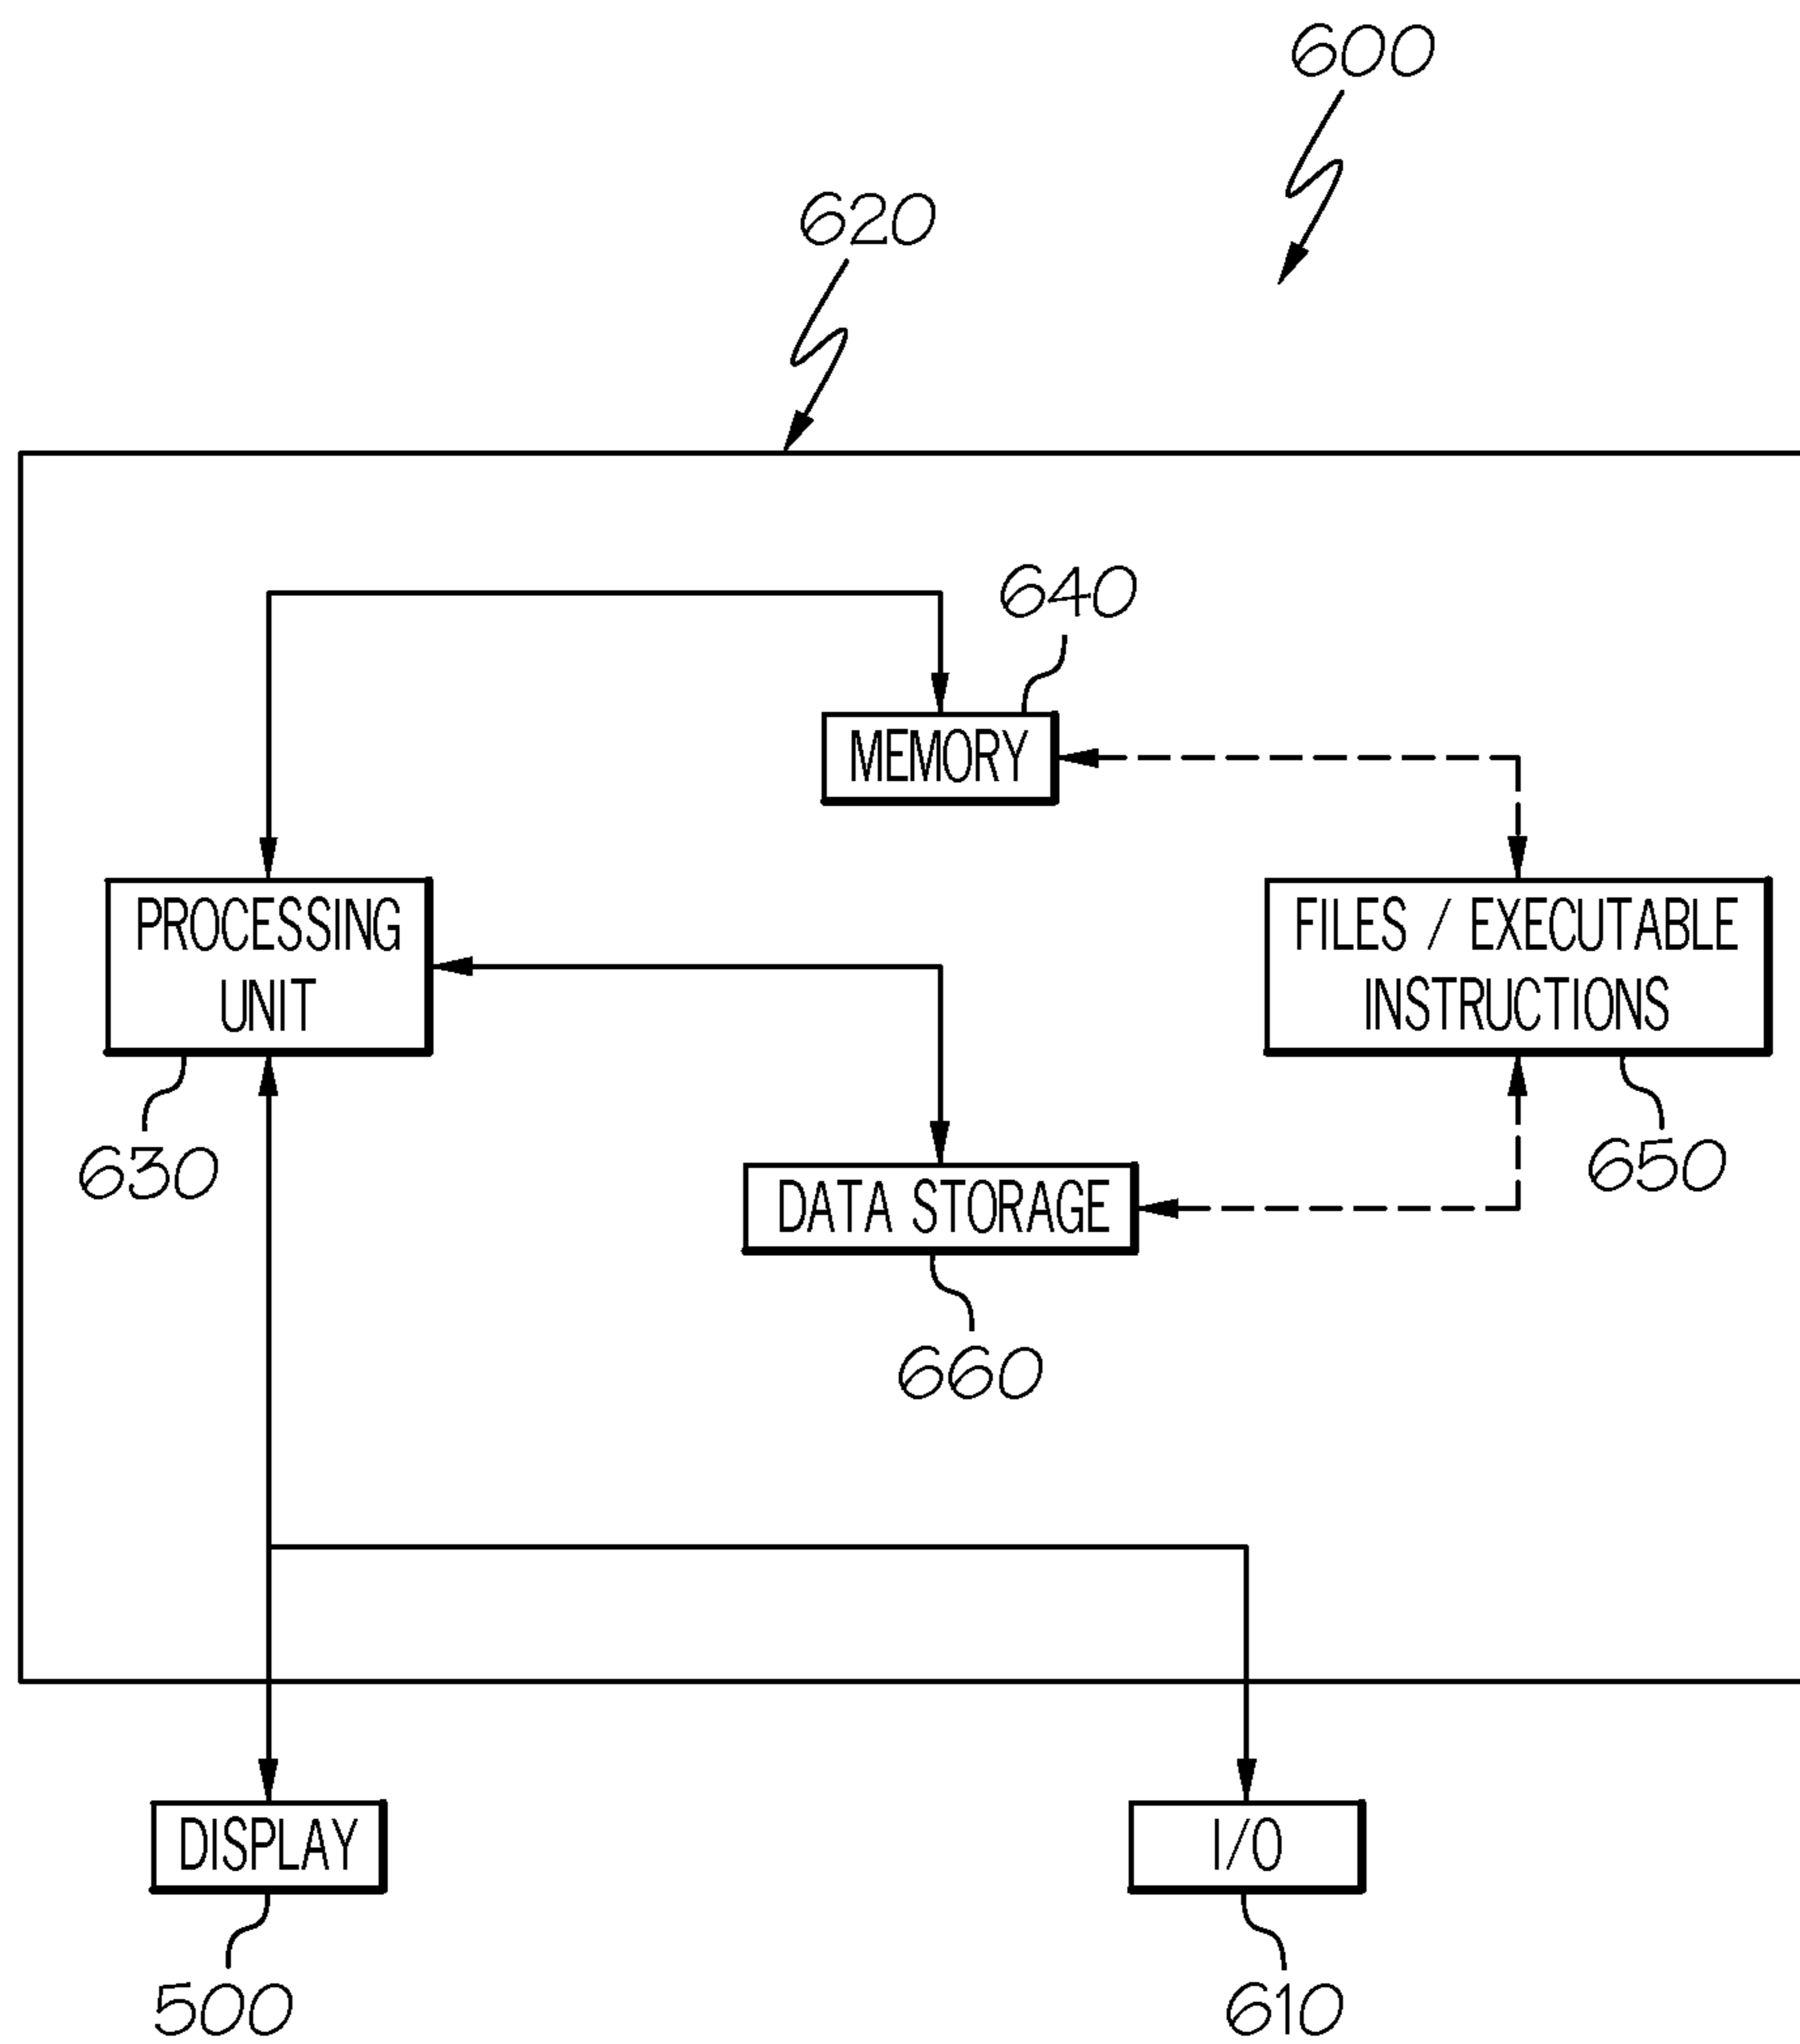 600
620
640
MEMORY
PROCESSING
UNIT
FILES / EXECUTABLE
INSTRUCTIONS
630
650
DATA STORAGE
660
DISPLAY
I/O
500
610